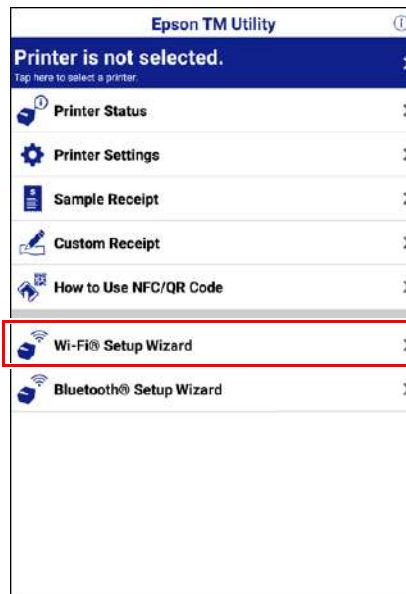 Epson TM Utility
Printer is not selected.
Tap here to select a printer.
Printer Status
Printer Settings
Sample Receipt
Custom Receipt
How to Use NFC/QR Code
Wi-Fi® Setup Wizard
Bluetooth® Setup Wizard